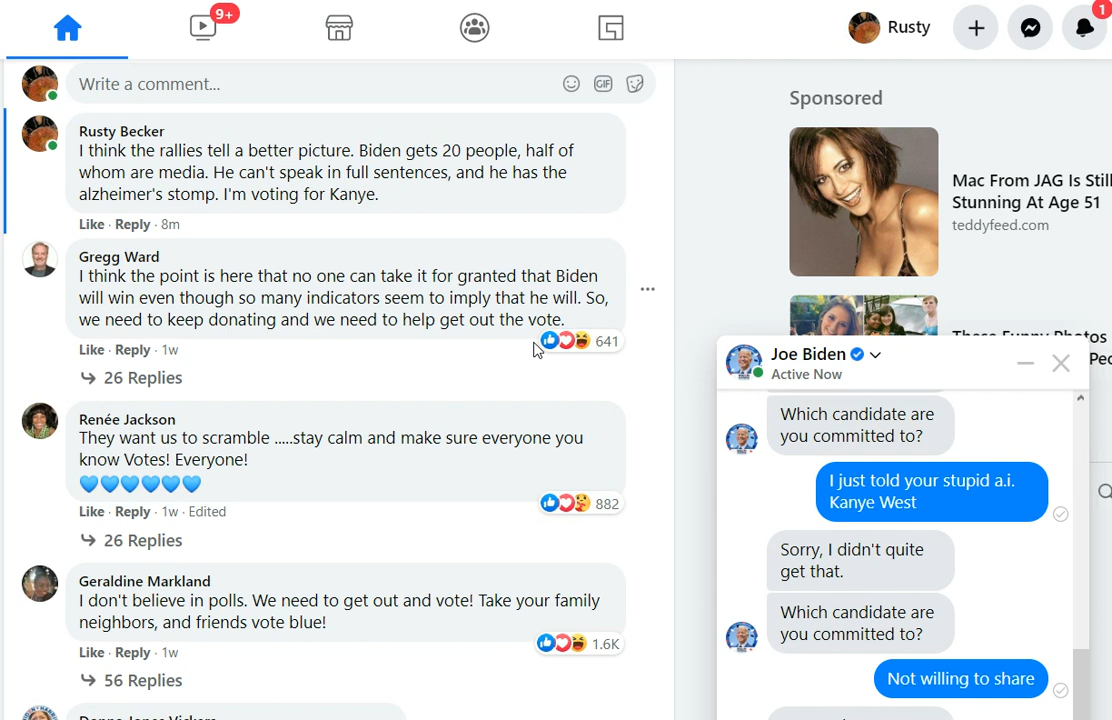 9+
Rusty
1
Write a comment...
GIF
Rusty Becker
I think the rallies tell a better picture. Biden gets 20 people, half of
whom are media. He can't speak in full sentences, and he has the
alzheimer's stomp. I'm voting for Kanye.
Like · Reply · 8m
Gregg Ward
I think the point is here that no one can take it for granted that Biden
will win even though so many indicators seem to imply that he will. So,
we need to keep donating and we need to help get out the vote.
641
Like · Reply · 1w
26 Replies
Renée Jackson
They want us to scramble .....stay calm and make sure everyone you
know Votes! Everyone!
💙💙💙💙💙💙
882
Like · Reply · 1w · Edited
26 Replies
Geraldine Markland
I don't believe in polls. We need to get out and vote! Take your family
neighbors, and friends vote blue!
1.6K
Like · Reply · 1w
56 Replies
Sponsored
Mac From JAG Is Still
Stunning At Age 51
teddyfeed.com
Photos
Joe Biden
Active Now
Which candidate are
you committed to?
I just told your stupid a.i.
Kanye West
Sorry, I didn't quite
get that.
Which candidate are
you committed to?
Not willing to share